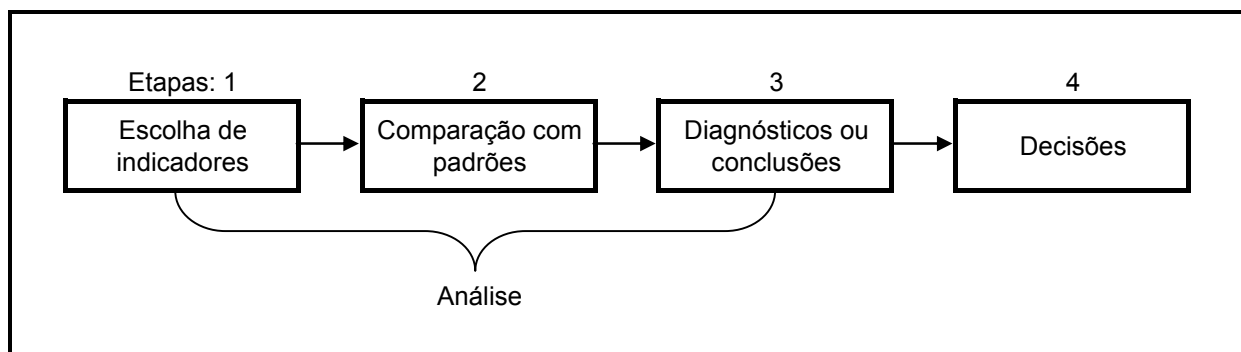 Etapas: 1
2
3
4
Escolha de
indicadores
Comparação com
padrões
Diagnósticos ou
conclusões
Decisões
Análise